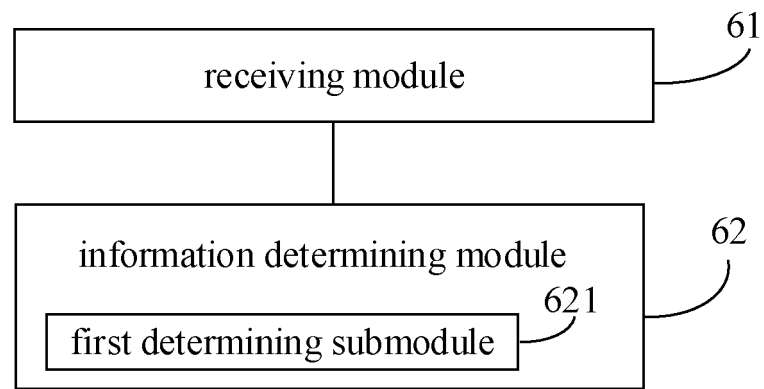 61
receiving module
62
information determining module
621
first determining submodule